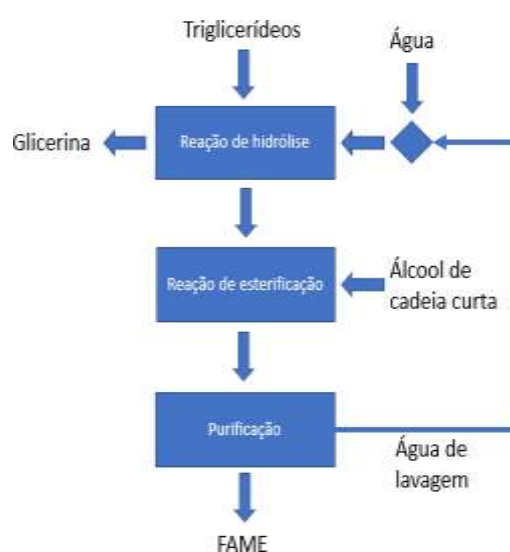 Triglicerídeos
Água
Glicerina
Reação de hidrólise
Reação de esterificação
Álcool de
cadeia curta
Purificação
Água de
lavagem
FAME